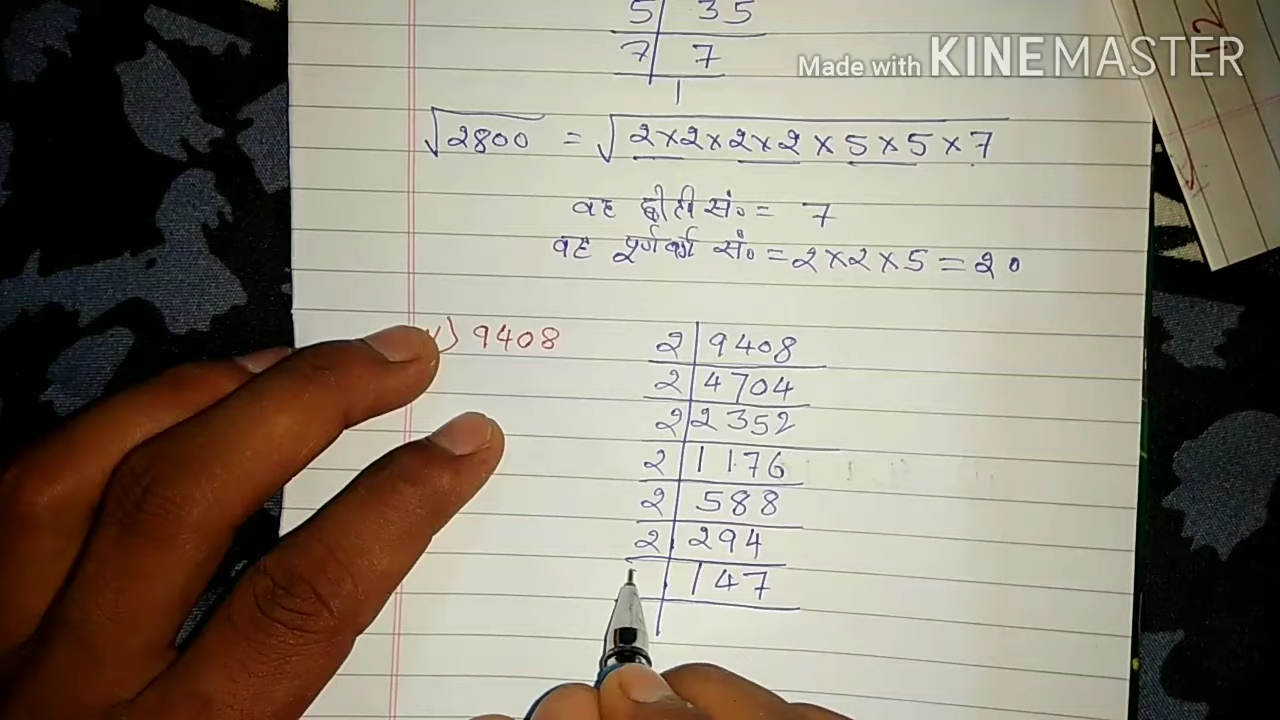 5 35
7 7
1
Made with KINEMASTER
√2800 = √2×2×2×2×5×5×7
वह छोटी सं० = 7
वह पूर्ण वर्ग सं० = 2×2×5 = 20
v) 9408
2 9408
2 4704
2 2352
2 1176
2 588
2 294
147
12